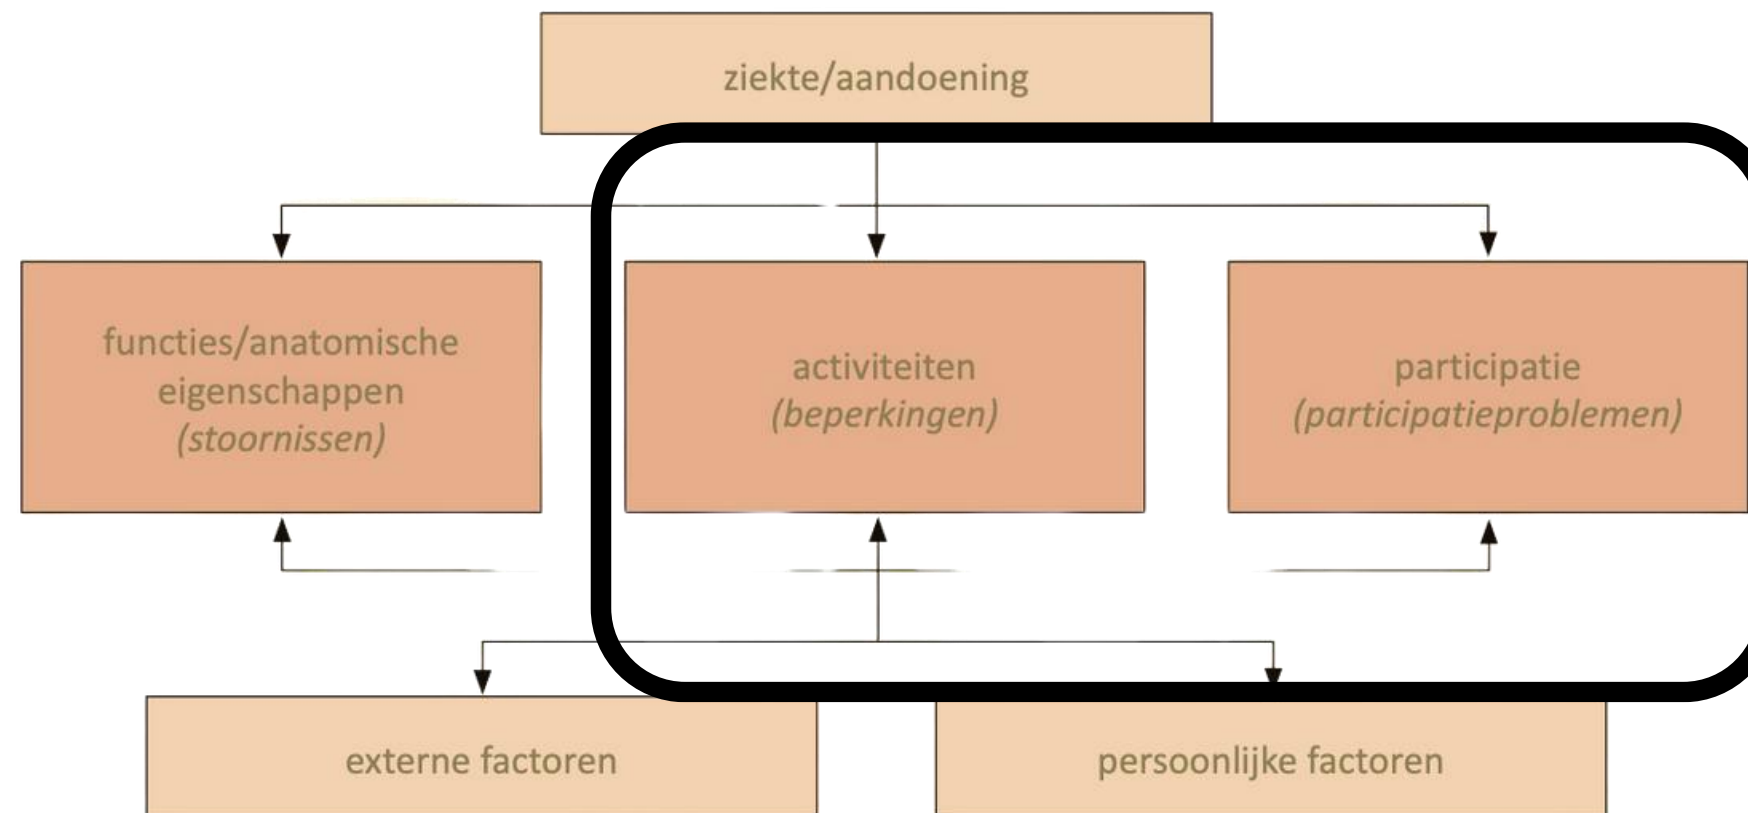 ziekte/aandoening
functies/anatomische
eigenschappen
(stoornissen)
activiteiten
(beperkingen)
participatie
(participatieproblemen)
externe factoren
persoonlijke factoren